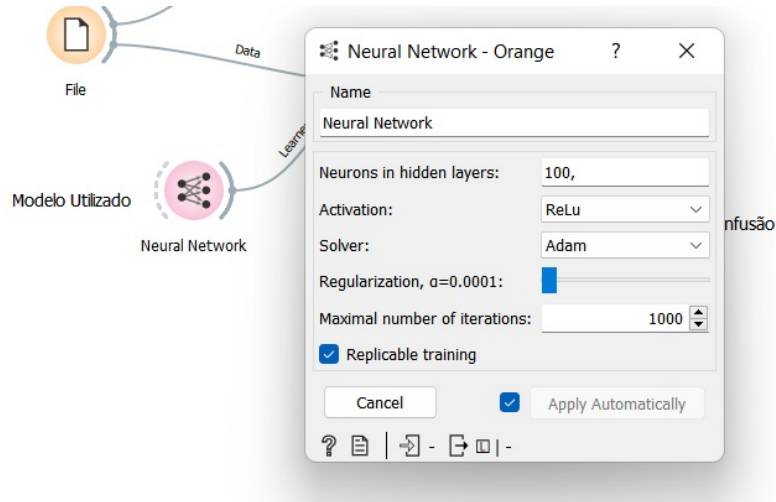 Data
File
Learne
Modelo Utilizado
Neural Network
nfusão
Neural Network - Orange ? ×
Name
Neural Network
Neurons in hidden layers: 100,
Activation: ReLu
Solver: Adam
Regularization, α=0.0001:
Maximal number of iterations: 1000
Replicable training
Cancel Apply Automatically
? - L | -